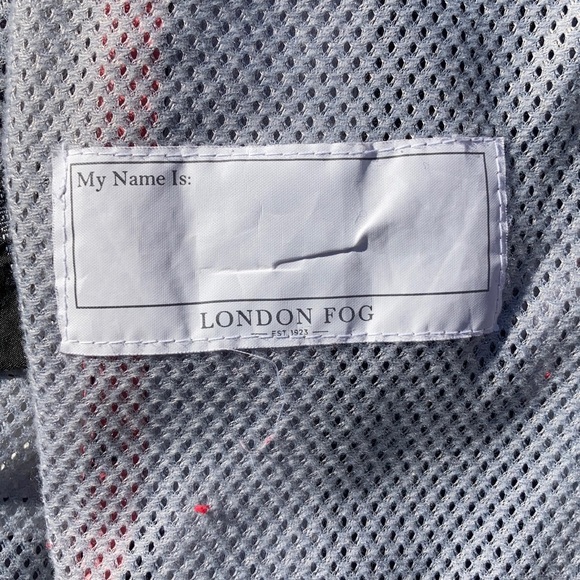 My Name Is:
LONDON FOG
EST. 1923